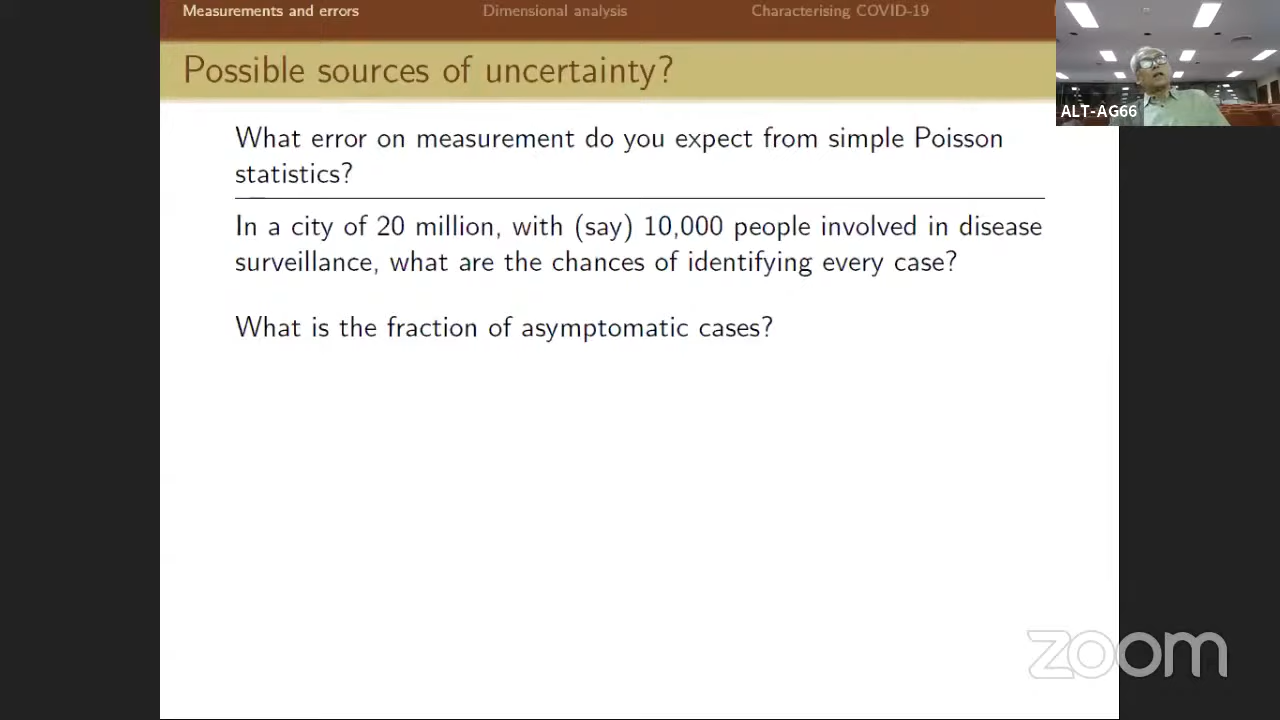 Measurements and errors Dimensional analysis Characterising COVID-19
Possible sources of uncertainty?
ALT-AG66
What error on measurement do you expect from simple Poisson
statistics?
In a city of 20 million, with (say) 10,000 people involved in disease
surveillance, what are the chances of identifying every case?
What is the fraction of asymptomatic cases?
zoom